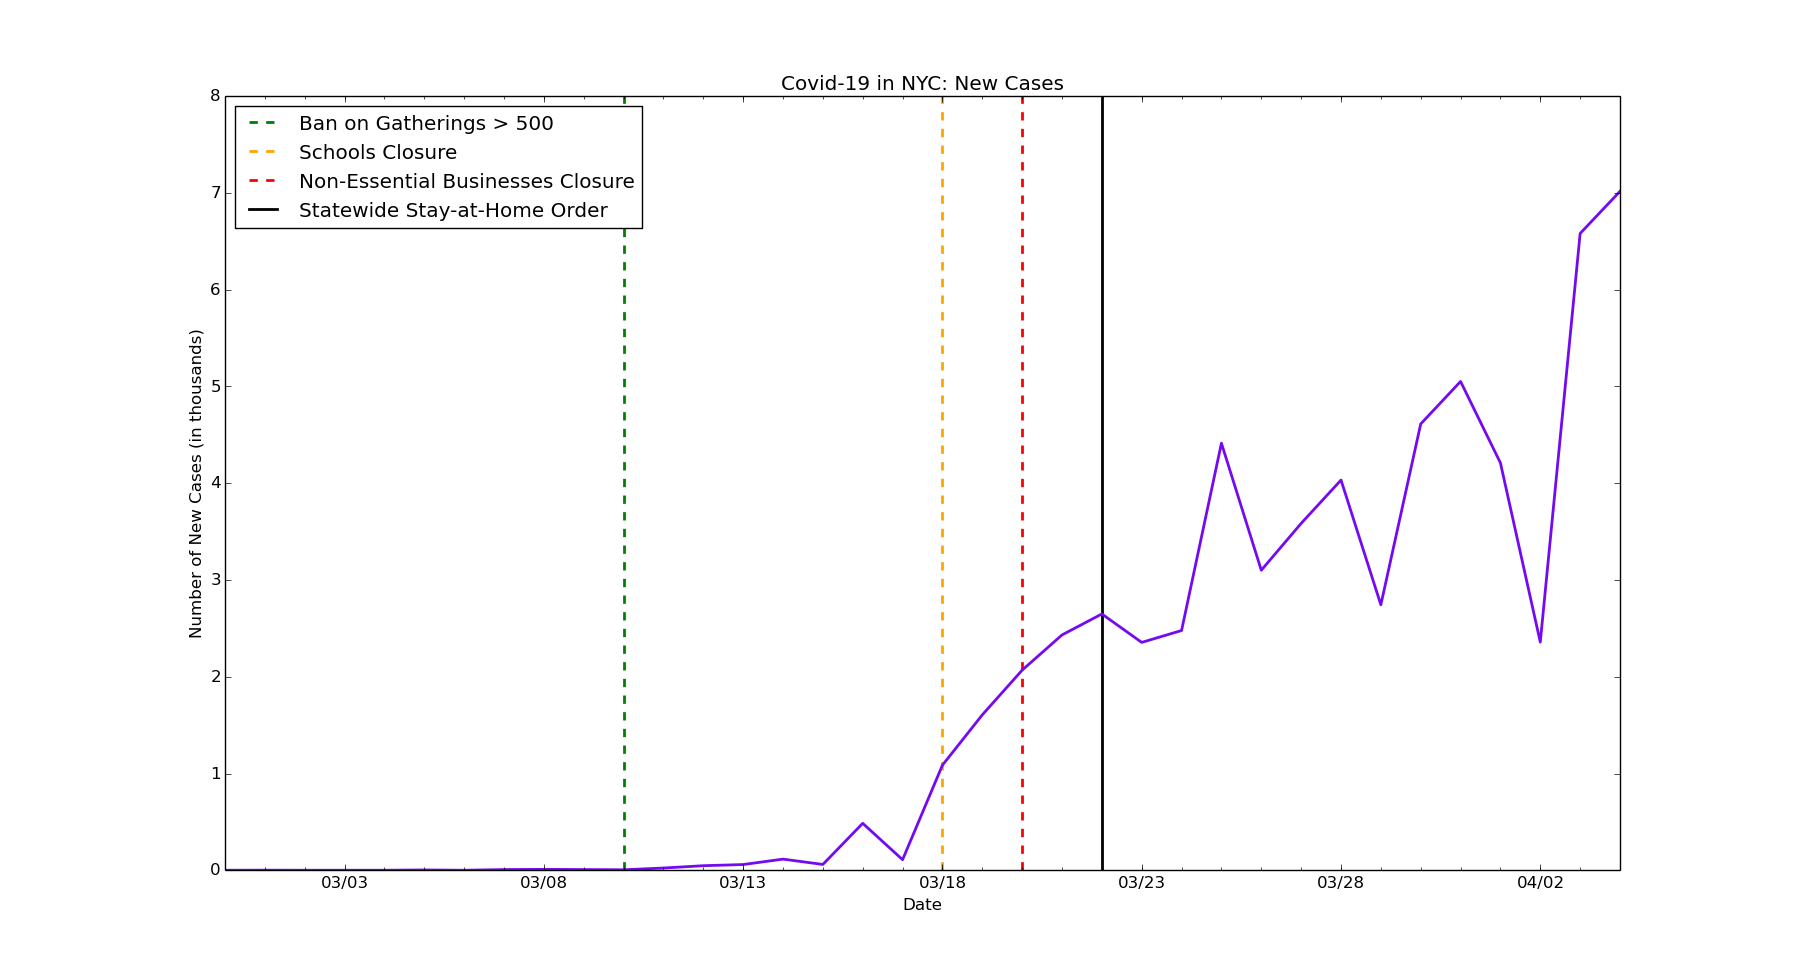 Covid-19 in NYC: New Cases
Ban on Gatherings > 500
Schools Closure
Non-Essential Businesses Closure
Statewide Stay-at-Home Order
8
7
6
5
4
3
2
1
0
Number of New Cases (in thousands)
03/03
03/08
03/13
03/18
03/23
03/28
04/02
Date